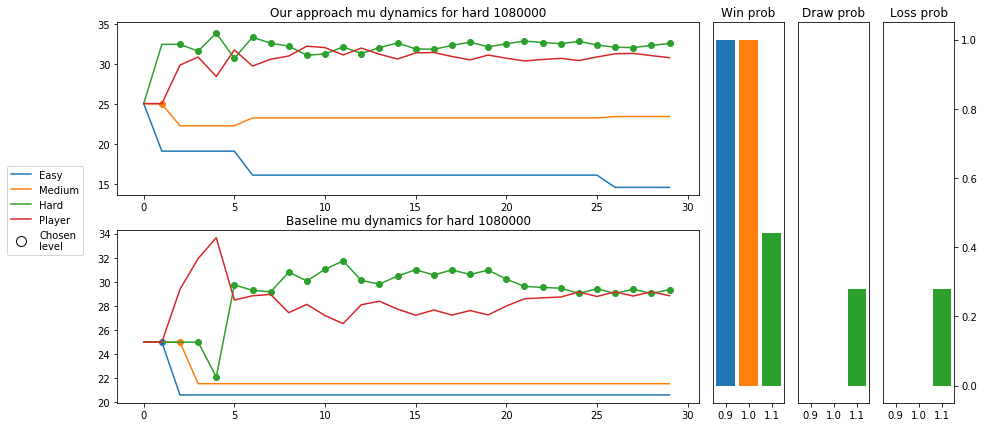 Our approach mu dynamics for hard 1080000
Win prob
Draw prob
Loss prob
35
30
25
20
15
0
5
10
15
20
25
30
Easy
Medium
Hard
Player
Chosen
level
Baseline mu dynamics for hard 1080000
34
32
30
28
26
24
22
20
0
5
10
15
20
25
30
0.9 1.0 1.1
0.9 1.0 1.1
0.9 1.0 1.1
1.0
0.8
0.6
0.4
0.2
0.0